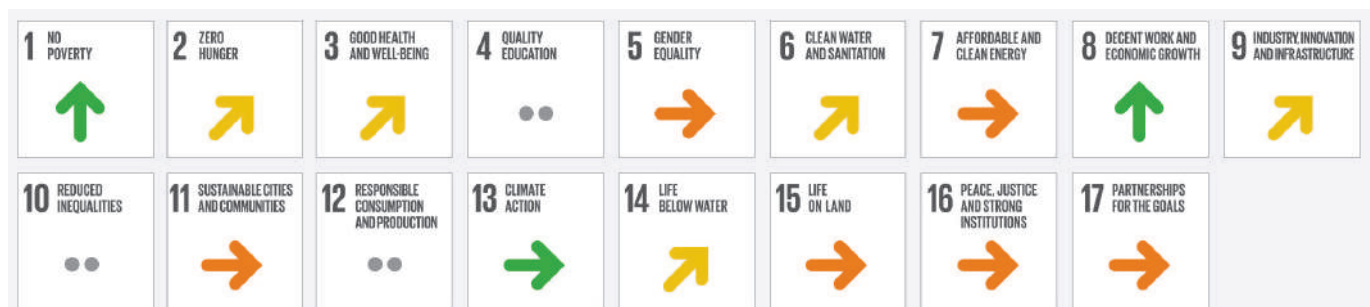 1 NO
POVERTY
2 ZERO
HUNGER
3 GOOD HEALTH
AND WELL-BEING
4 QUALITY
EDUCATION
5 GENDER
EQUALITY
6 CLEAN WATER
AND SANITATION
7 AFFORDABLE AND
CLEAN ENERGY
8 DECENT WORK AND
ECONOMIC GROWTH
9 INDUSTRY, INNOVATION
AND INFRASTRUCTURE
10 REDUCED
INEQUALITIES
11 SUSTAINABLE CITIES
AND COMMUNITIES
12 RESPONSIBLE
CONSUMPTION
AND PRODUCTION
13 CLIMATE
ACTION
14 LIFE
BELOW WATER
15 LIFE
ON LAND
16 PEACE, JUSTICE
AND STRONG
INSTITUTIONS
17 PARTNERSHIPS
FOR THE GOALS